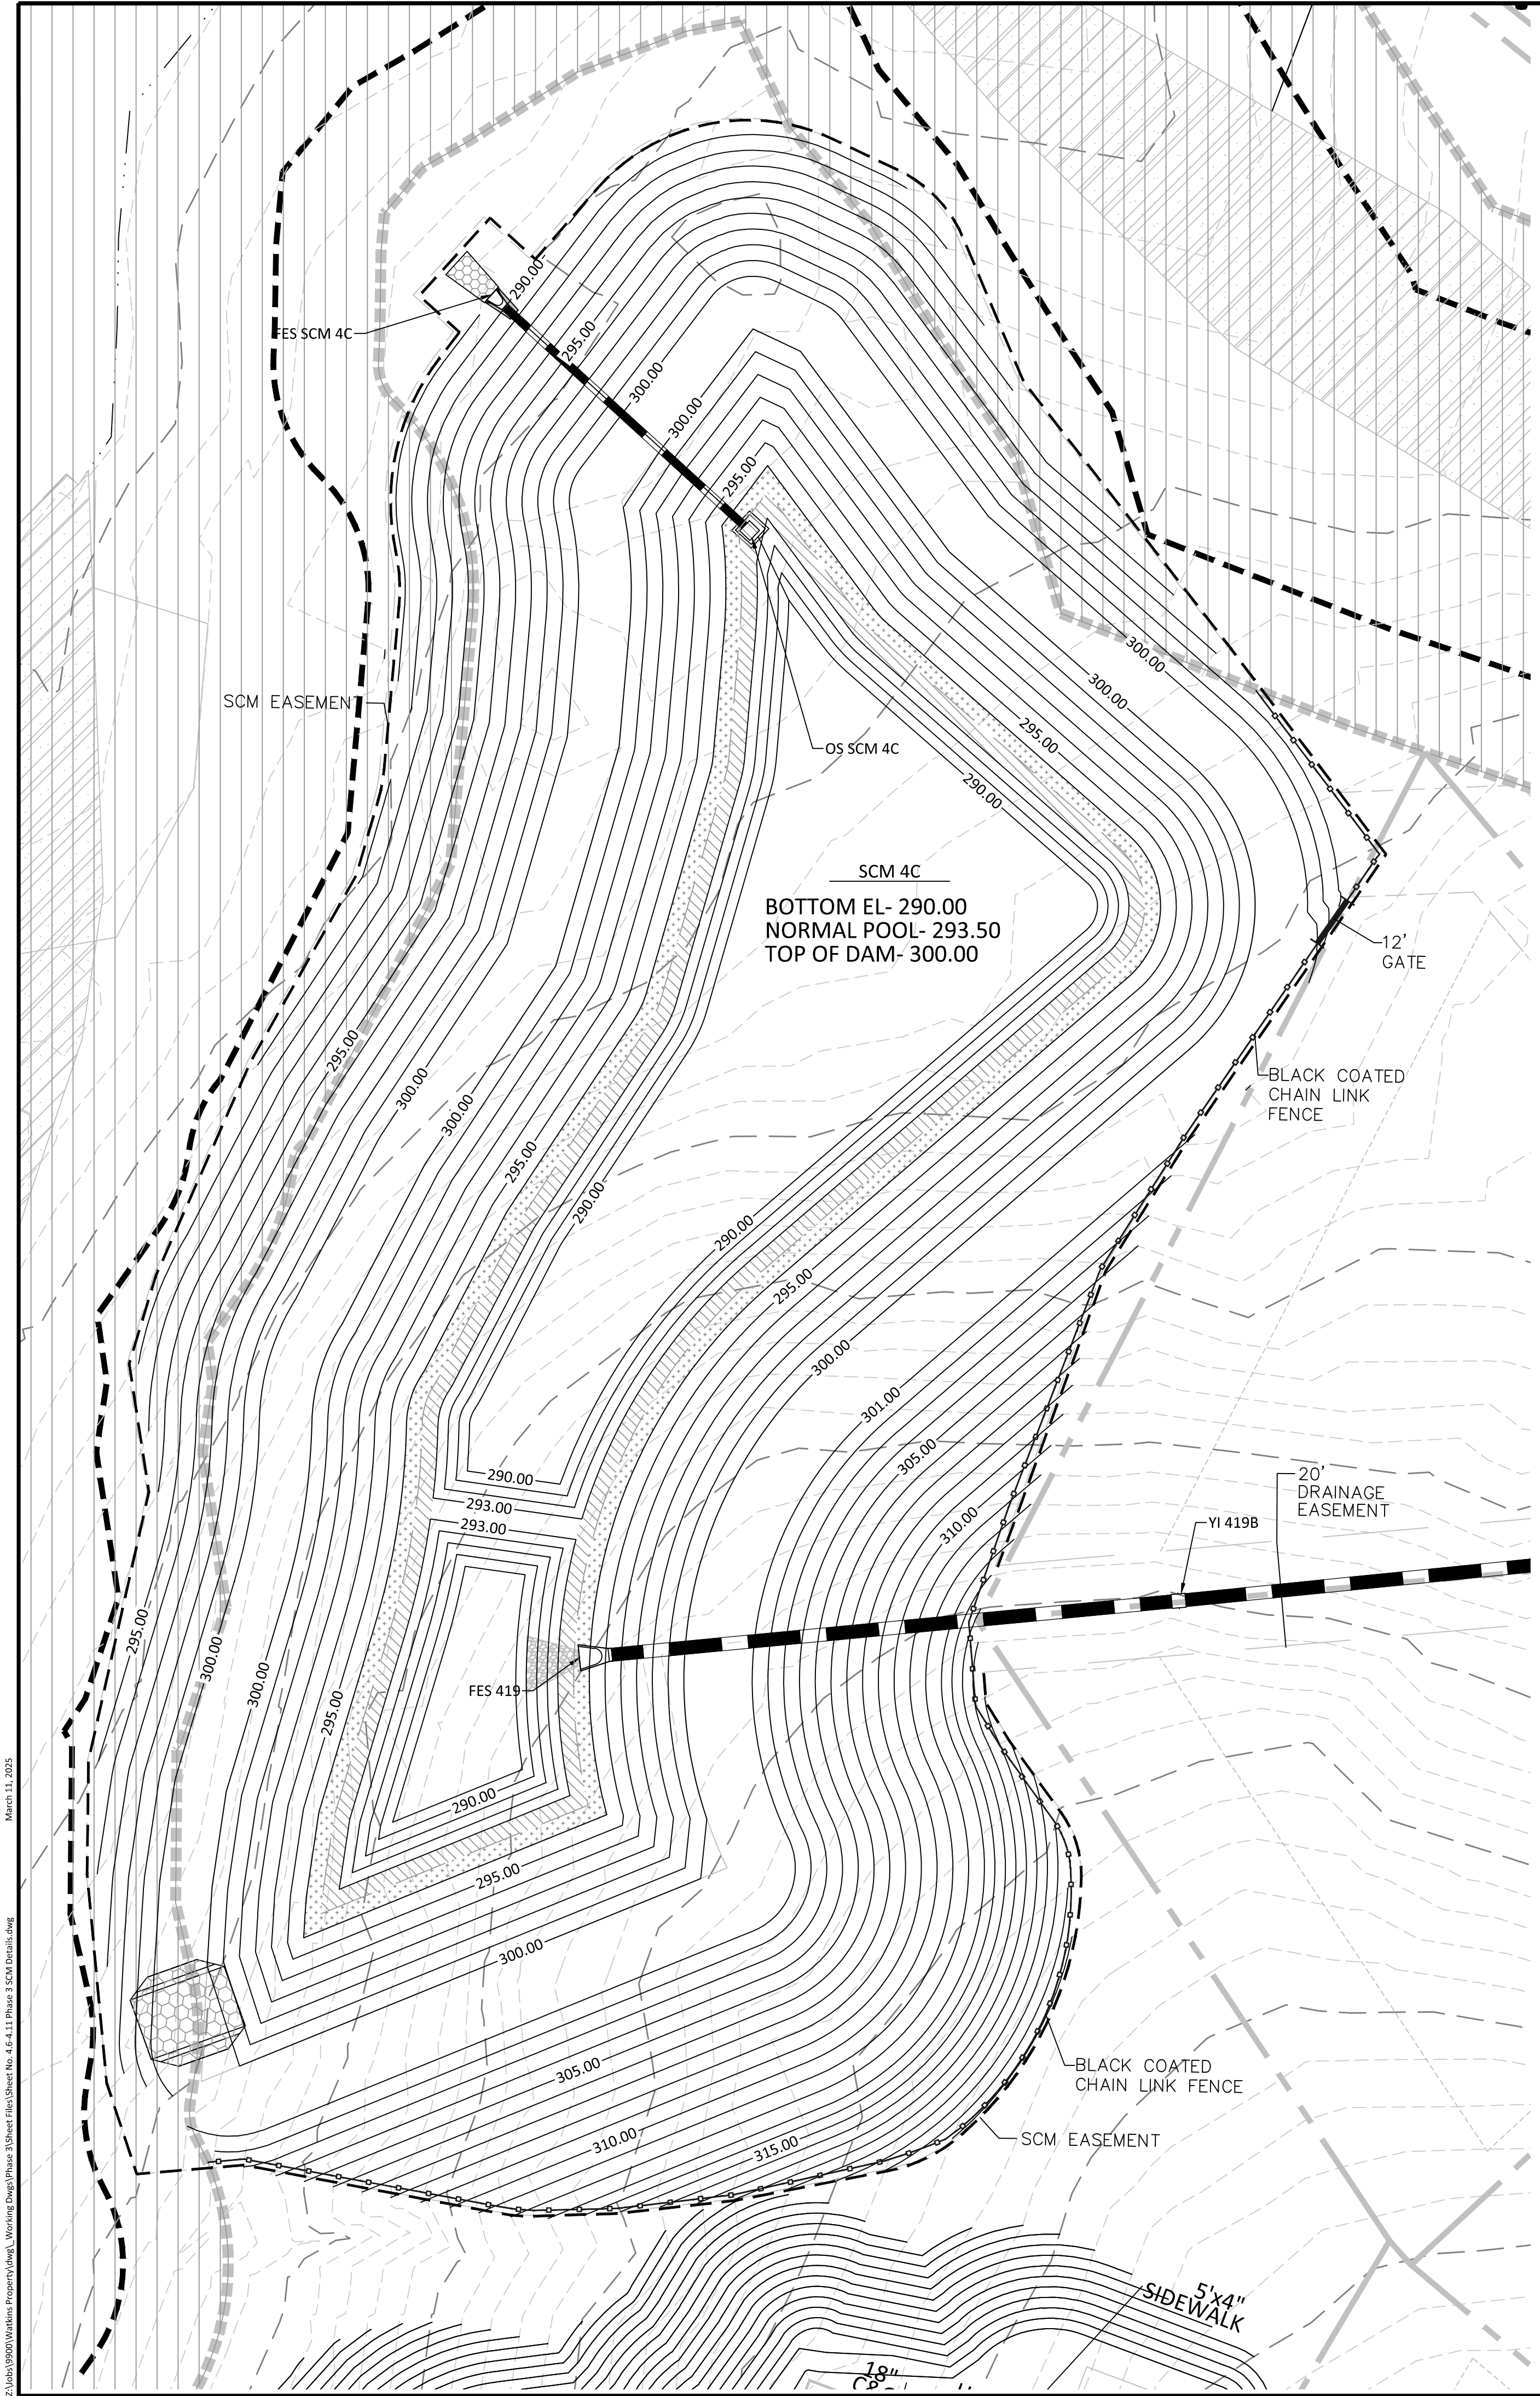 290.00
295.00
FES SCM 4C
300.00
300.00
295.00
300.00
300.00
SCM EASEMENT
295.00
OS SCM 4C
290.00
SCM 4C
BOTTOM EL- 290.00
NORMAL POOL- 293.50
TOP OF DAM- 300.00
12'
GATE
295.00
BLACK COATED
CHAIN LINK
FENCE
300.00
300.00
295.00
290.00
290.00
295.00
300.00
301.00
305.00
290.00
20'
DRAINAGE
EASEMENT
293.00
310.00
YI 419B
293.00
295.00
300.00
300.00
FES 419
295.00
290.00
295.00
300.00
305.00
BLACK COATED
CHAIN LINK FENCE
310.00
315.00
SCM EASEMENT
5'x4"
SIDEWALK
18"
March 11, 2025
Z:\Jobs\9900\Watkins Property\dwg\_Working Dwgs\Phase 3\Sheet Files\Sheet No. 4.6-4.11 Phase 3 SCM Details.dwg